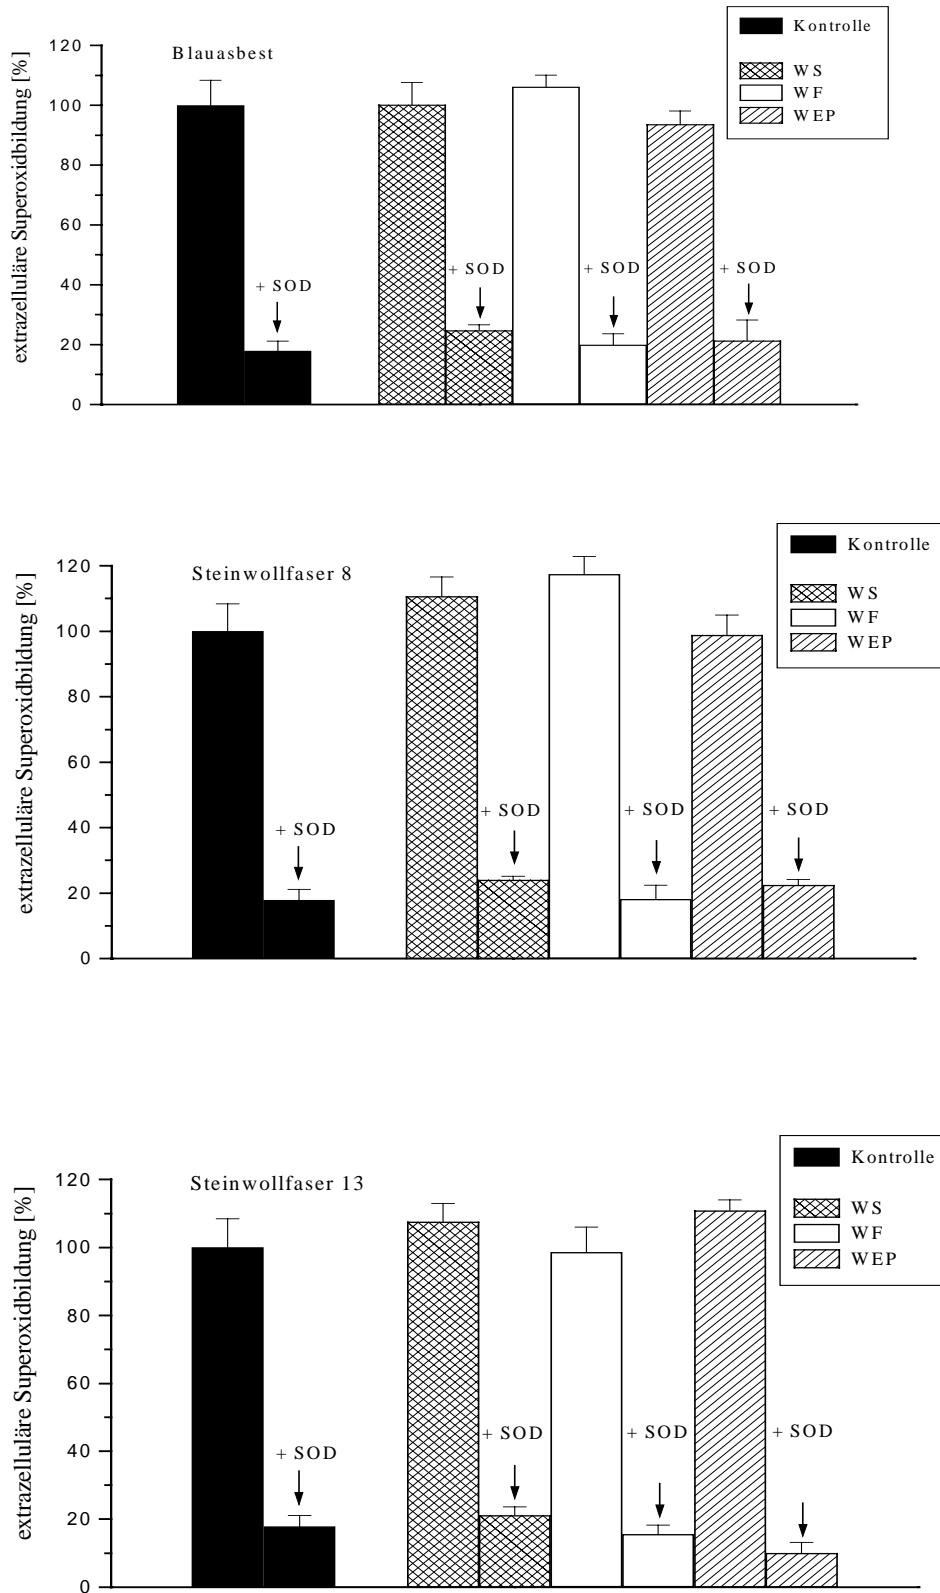 Kontrolle
WS
WF
WEP
Blauasbest
extrazelluläre Superoxidbildung [%]
120
100
80
60
40
20
0
+ SOD
+ SOD
+ SOD
+ SOD
Kontrolle
WS
WF
WEP
Steinwollfaser 8
extrazelluläre Superoxidbildung [%]
120
100
80
60
40
20
0
+ SOD
+ SOD
+ SOD
+ SOD
Kontrolle
WS
WF
WEP
Steinwollfaser 13
extrazelluläre Superoxidbildung [%]
120
100
80
60
40
20
0
+ SOD
+ SOD
+ SOD
+ SOD